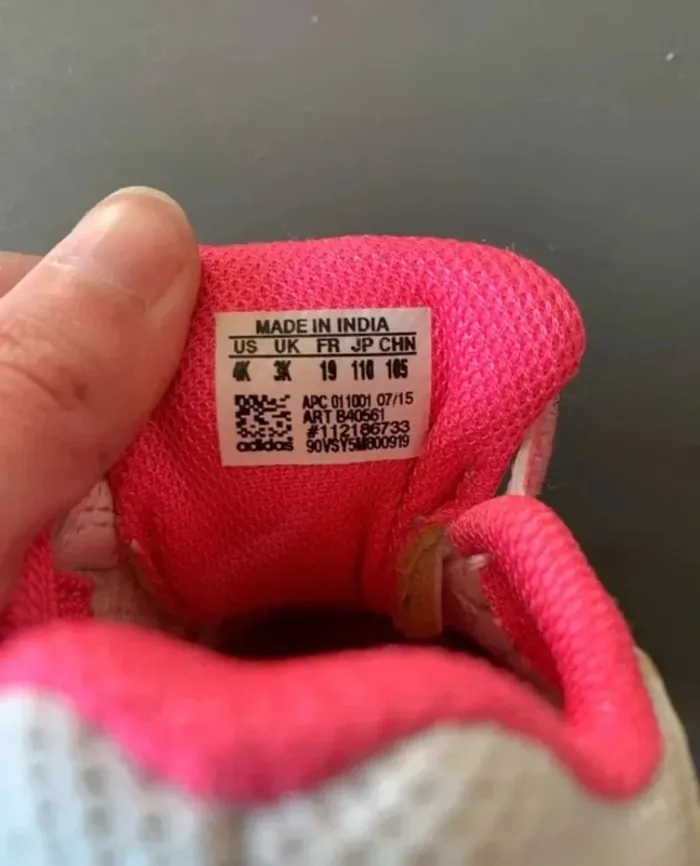 MADE IN INDIA
US UK FR JP CHN
4K 3K 19 110 105
APC 011001 07/15
ART B40561
#112186733
adidas 90VSY5M800919